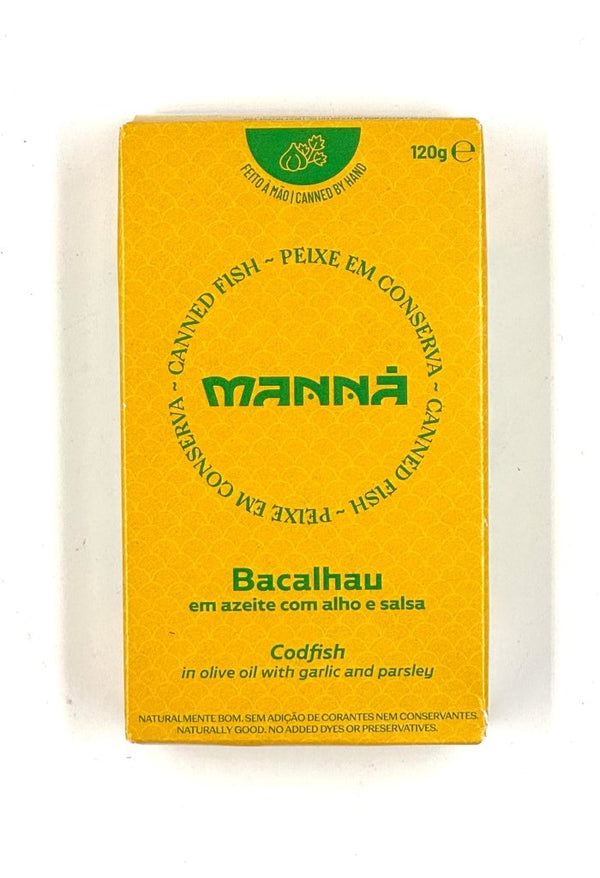 120g ℮
FEITO À MÃO | CANNED BY HAND
PEIXE EM CONSERVA ~ CANNED FISH ~ PEIXE EM CONSERVA ~ CANNED FISH ~
MANNÁ
Bacalhau
em azeite com alho e salsa
Codfish
in olive oil with garlic and parsley
NATURALMENTE BOM. SEM ADIÇÃO DE CORANTES NEM CONSERVANTES.
NATURALLY GOOD. NO ADDED DYES OR PRESERVATIVES.